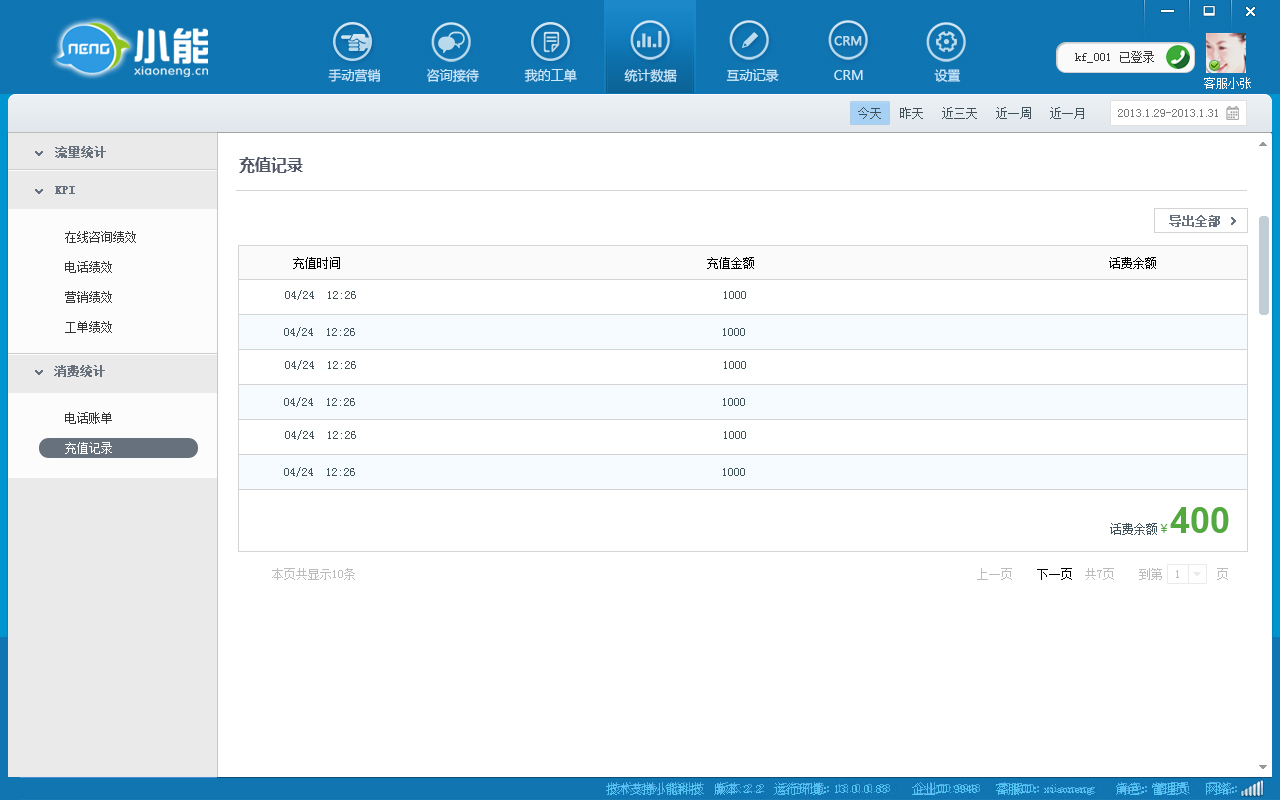 NENG 小能
xiaoneng.cn
手动营销 咨询接待 我的工单 统计数据 互动记录 CRM CRM 设置
kf_001 已登录
客服小张
今天 昨天 近三天 近一周 近一月 2013.1.29-2013.1.31
流量统计
KPI
在线咨询绩效
电话绩效
营销绩效
工单绩效
消费统计
电话账单
充值记录
充值记录
导出全部
充值时间 充值金额 话费余额
04/24 12:26 1000
04/24 12:26 1000
04/24 12:26 1000
04/24 12:26 1000
04/24 12:26 1000
04/24 12:26 1000
话费余额 ¥400
本页共显示10条 上一页 下一页 共7页 到第 1 页
技术支持小能科技 版本:2.2 运行环境: 13.0.0.83 企业ID:9948 客服ID: xiaoneng 角色: 管理员 网络: